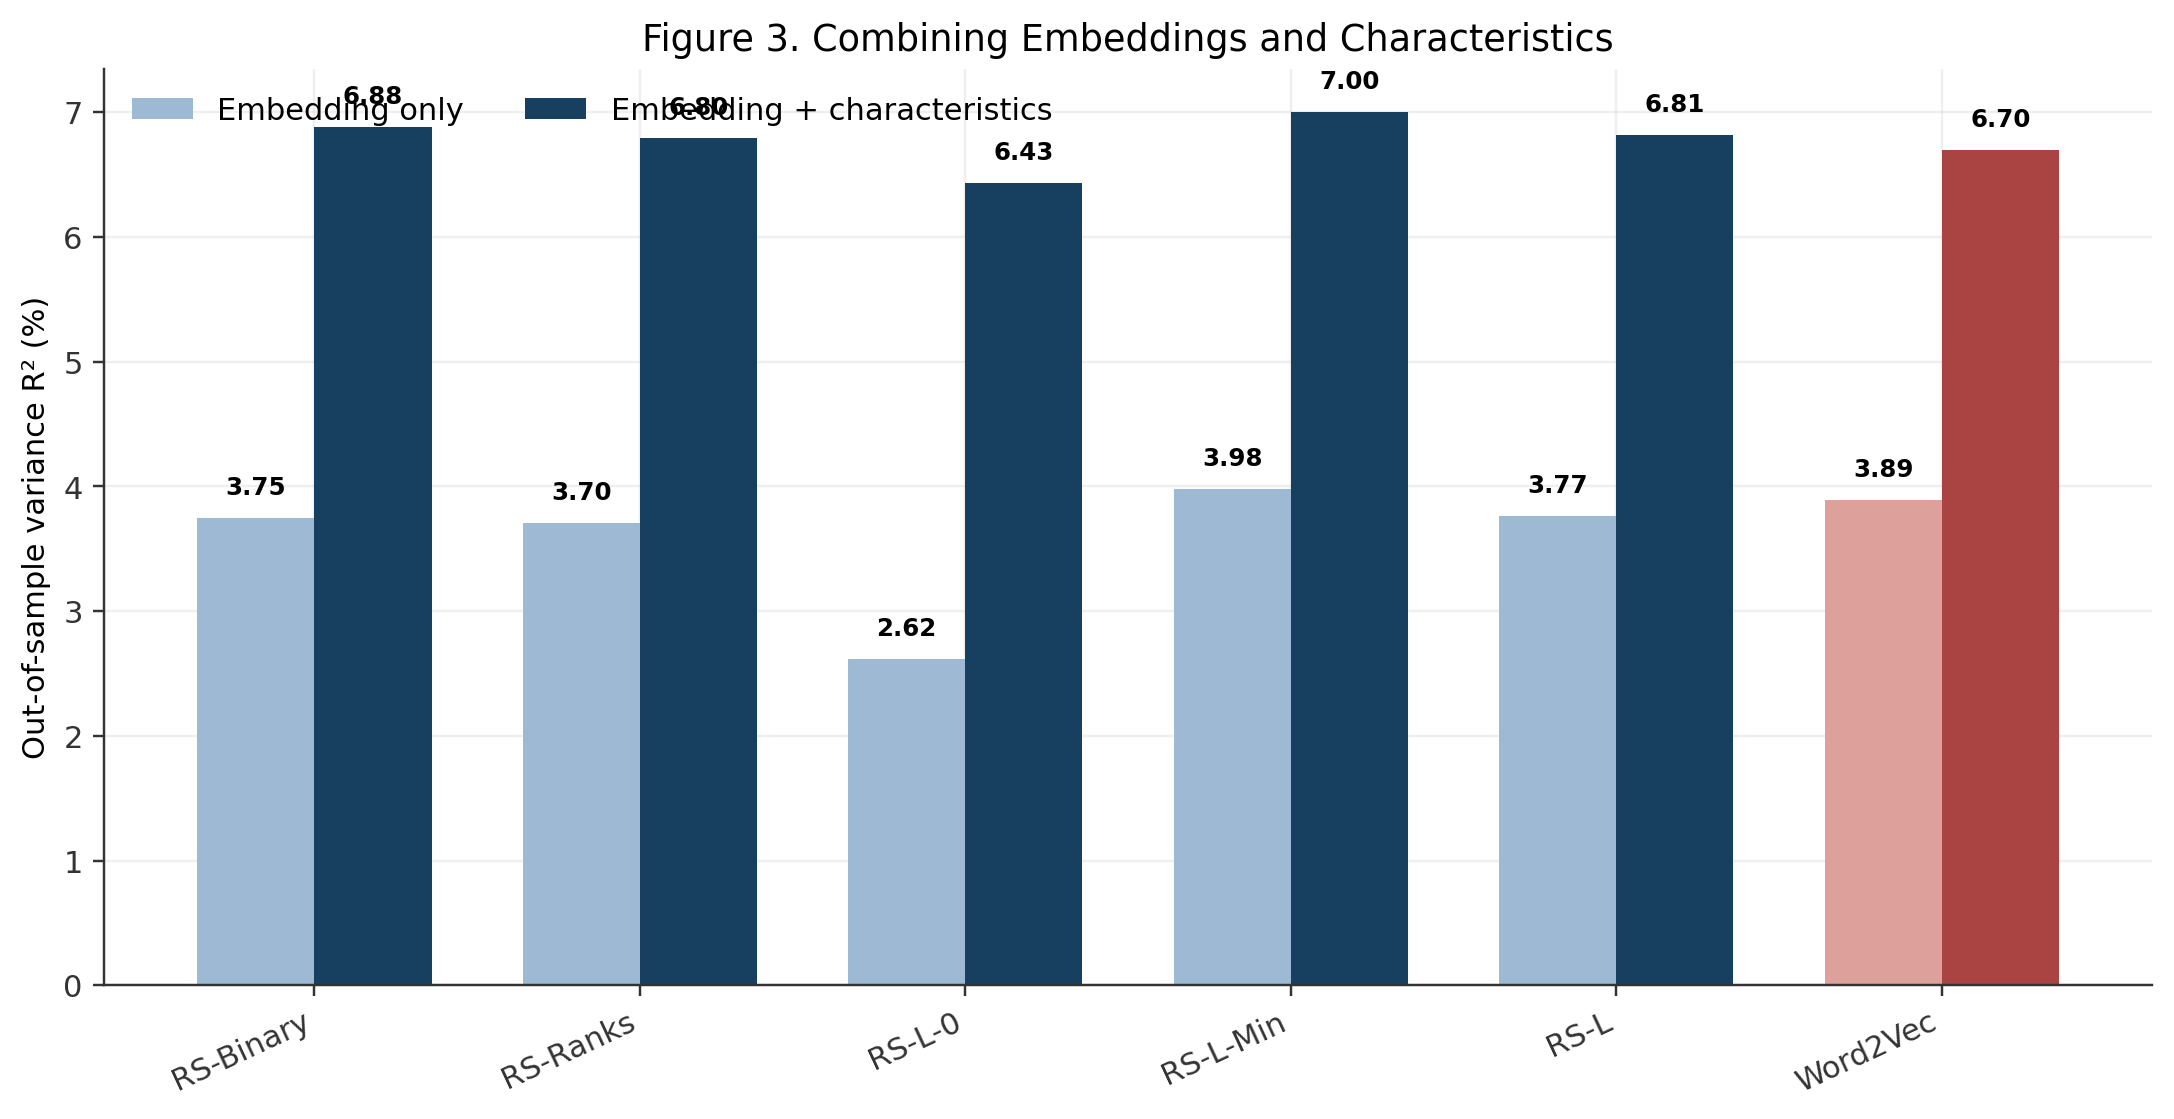 Figure 3. Combining Embeddings and Characteristics
Embedding only
Embedding + characteristics
Out-of-sample variance R² (%)
7
6
5
4
3
2
1
0
3.75
6.88
3.70
6.80
2.62
6.43
3.98
7.00
3.77
6.81
3.89
6.70
RS-Binary
RS-Ranks
RS-L-0
RS-L-Min
RS-L
Word2Vec